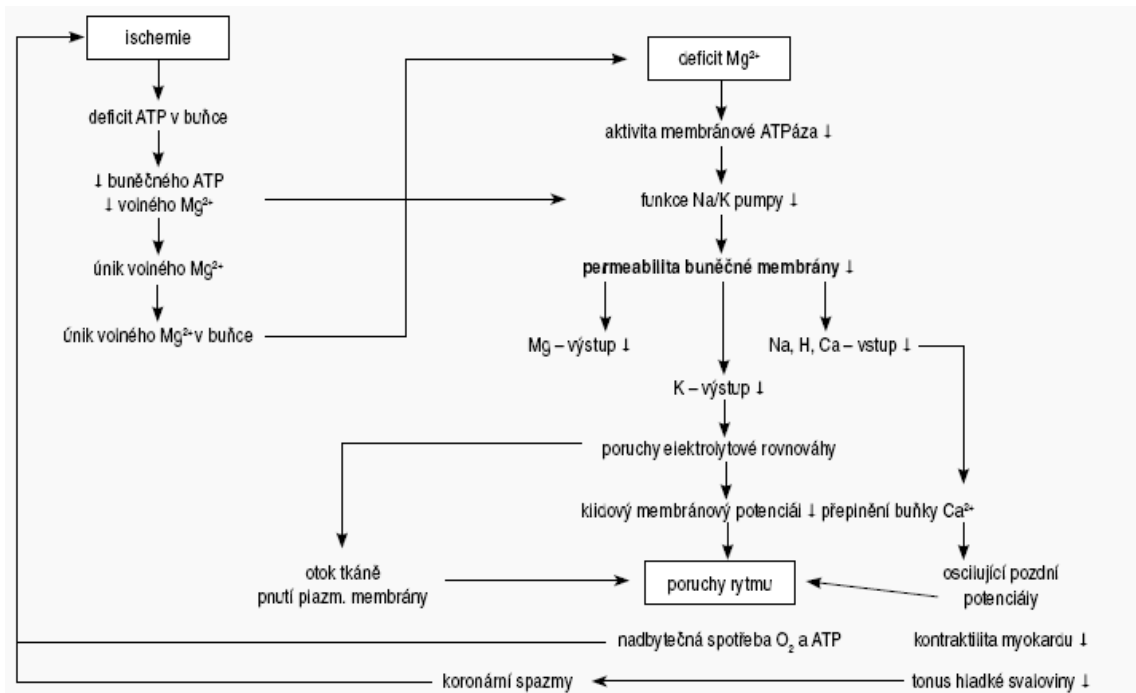 ischemie
deficit ATP v buňce
↓ buněčného ATP
↓ volného Mg²⁺
únik volného Mg²⁺
únik volného Mg²⁺ v buňce
deficit Mg²⁺
aktivita membránové ATPáza ↓
funkce Na/K pumpy ↓
permeabilita buněčné membrány ↓
Mg – výstup ↓
Na, H, Ca – vstup ↓
K – výstup ↓
poruchy elektrolytové rovnováhy
klidový membránový potenciál ↓
přeplnění buňky Ca²⁺
otok tkáně
pnutí plazm. membrány
poruchy rytmu
oscilující pozdní
potenciály
nadbytečná spotřeba O₂ a ATP
kontraktilita myokardu ↓
koronární spazmy
tonus hladké svaloviny ↓